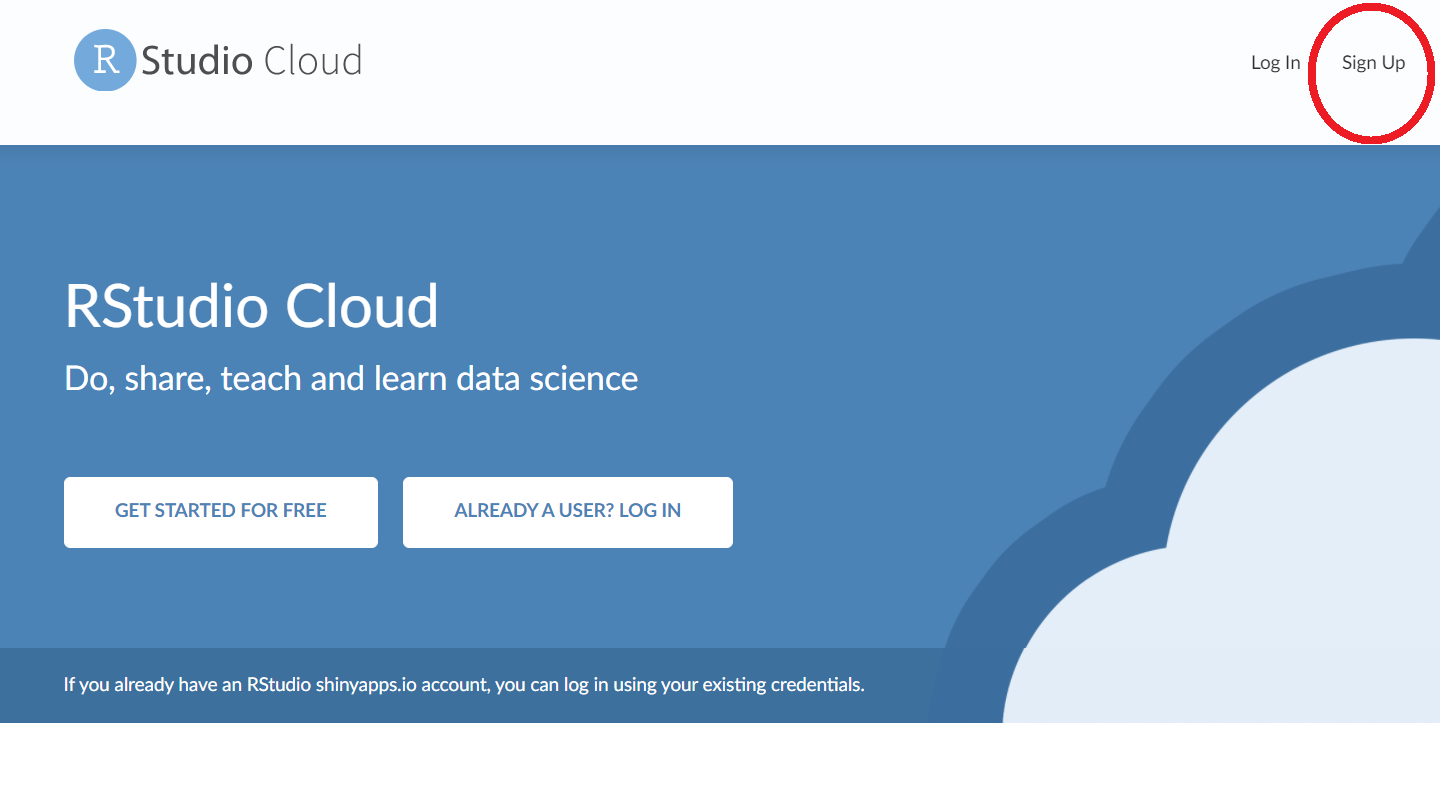 R Studio Cloud
Log In
Sign Up
RStudio Cloud
Do, share, teach and learn data science
GET STARTED FOR FREE
ALREADY A USER? LOG IN
If you already have an RStudio shinyapps.io account, you can log in using your existing credentials.